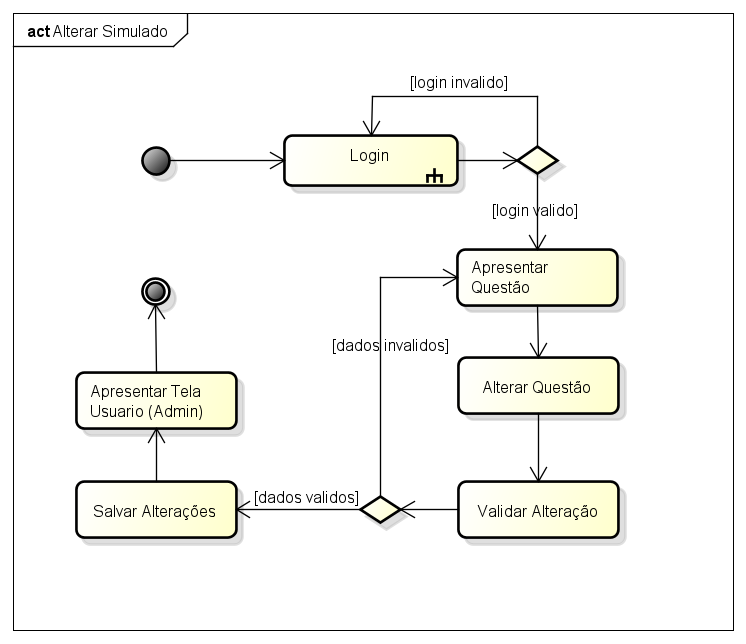 act Alterar Simulado
[login invalido]
Login
[login valido]
Apresentar
Questão
[dados invalidos]
Alterar Questão
Apresentar Tela
Usuario (Admin)
[dados validos]
Salvar Alterações
Validar Alteração